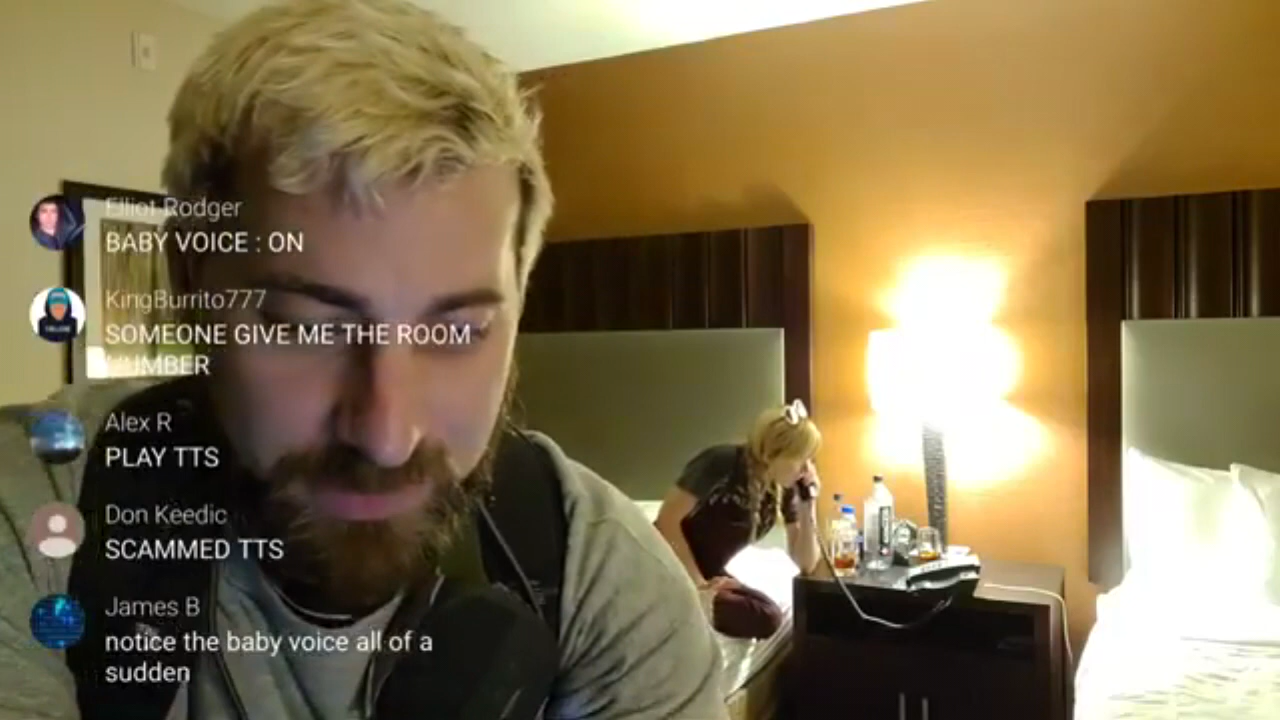 Elliot Rodger
BABY VOICE : ON
KingBurrito777
SOMEONE GIVE ME THE ROOM
NUMBER
Alex R
PLAY TTS
Don Keedic
SCAMMED TTS
James B
notice the baby voice all of a
sudden